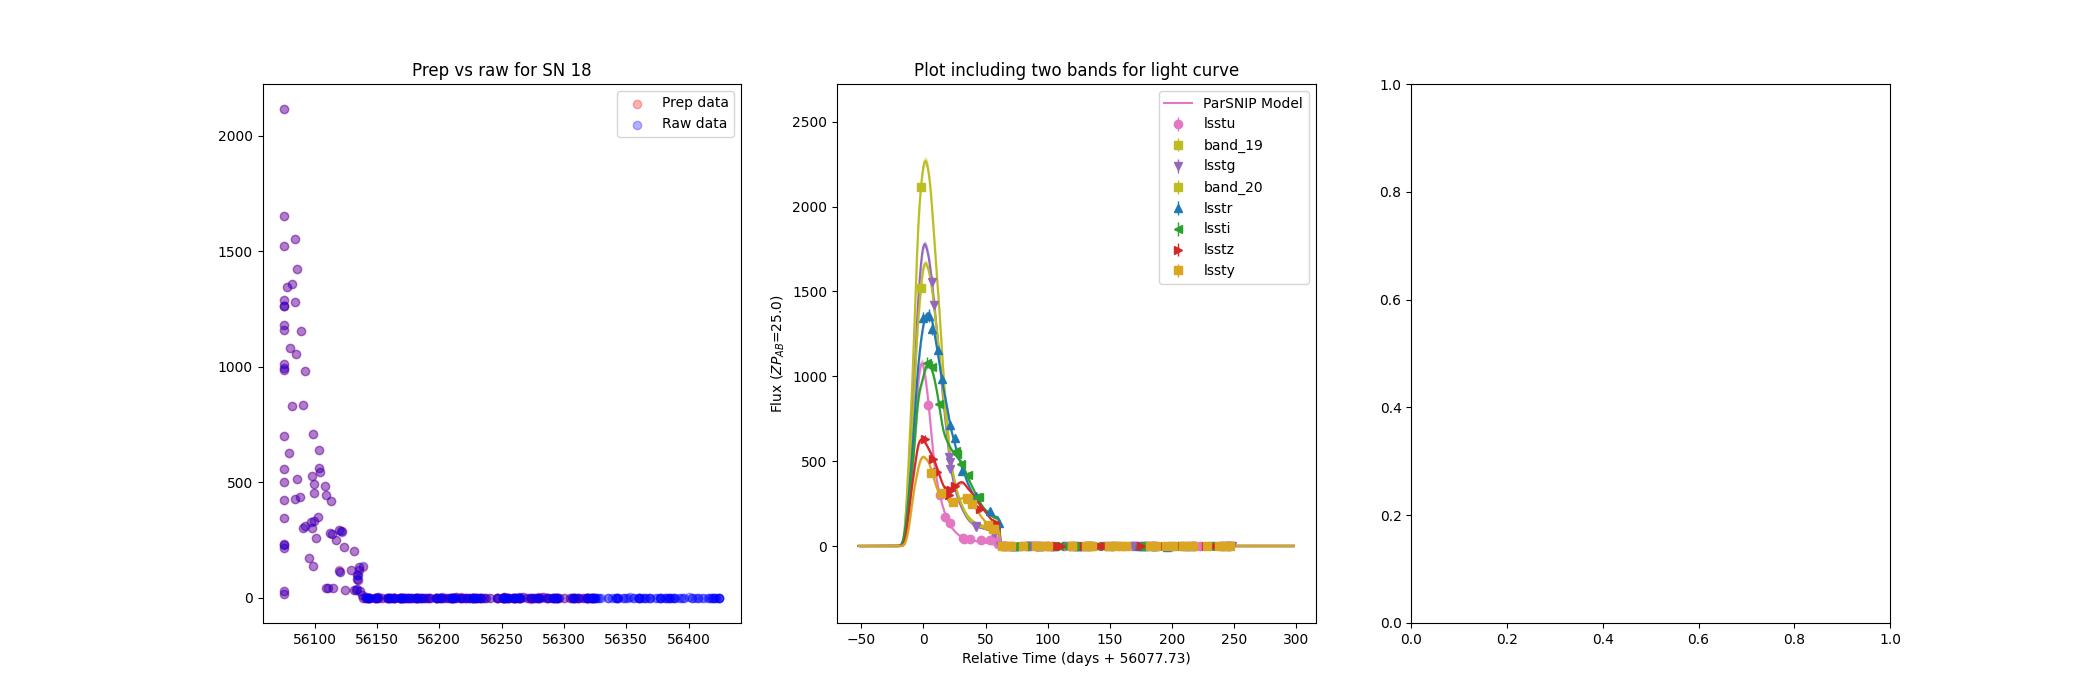 Prep vs raw for SN 18
Prep data
Raw data
2000
1500
1000
500
0
56100 56150 56200 56250 56300 56350 56400
Plot including two bands for light curve
ParSNIP Model
lsstu
band_19
lsstg
band_20
lsstr
lssti
lsstz
lssty
Flux (ZP_AB=25.0)
2500
2000
1500
1000
500
0
−50 0 50 100 150 200 250 300
Relative Time (days + 56077.73)
1.0
0.8
0.6
0.4
0.2
0.0
0.0 0.2 0.4 0.6 0.8 1.0